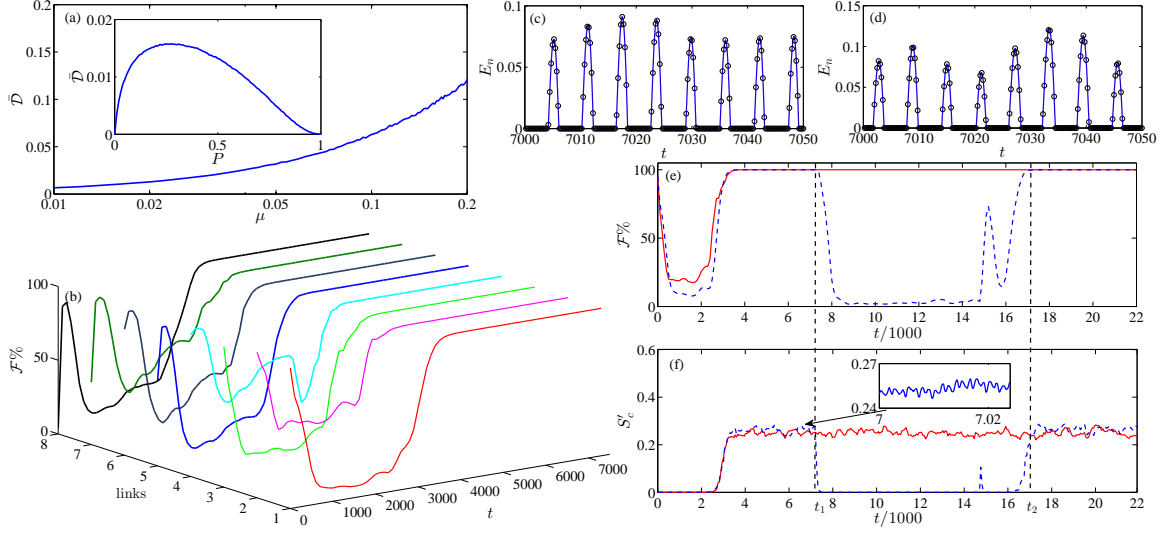 (a)
0.2
0.15
0.1
0.05
0
𝒟̄
0.01
0.02
0.05
0.1
0.2
μ
0.02
0.01
0
𝒟̄
0
0.5
1
P
(b)
100
50
0
ℱ%
8
7
6
5
4
3
2
1
links
0
1000
2000
3000
4000
5000
6000
7000
t
(c)
0.1
0.05
0
E_n
7000
7010
7020
7030
7040
7050
t
(d)
0.15
0.1
0.05
0
E_n
7000
7010
7020
7030
7040
7050
t
(e)
100
50
0
ℱ%
0 2 4 6 8 10 12 14 16 18 20 22
t/1000
(f)
0.6
0.4
0.2
0
S′_c
0.27
0.24
7 7.02
0 2 4 6 8 10 12 14 16 18 20 22
t₁ t/1000 t₂